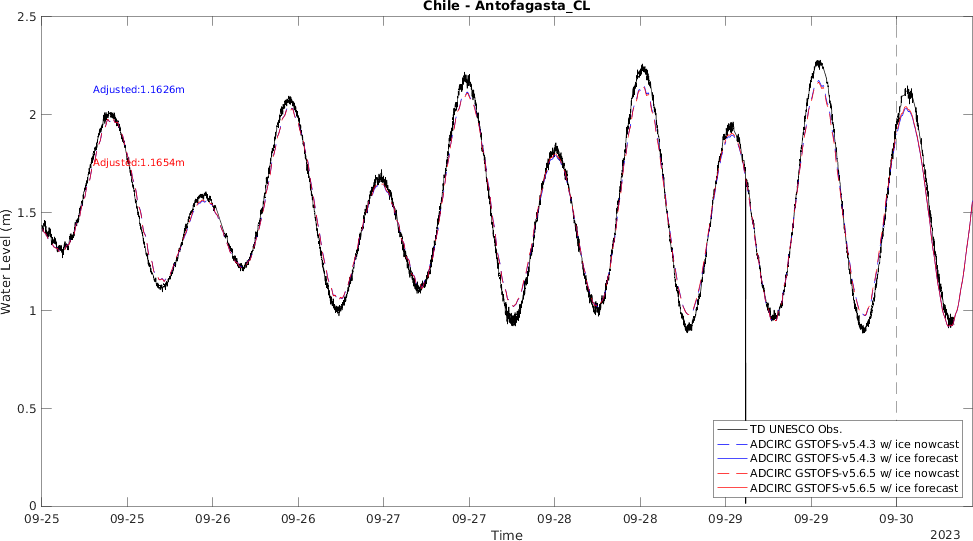 Chile - Antofagasta_CL
2.5
2
1.5
1
0.5
0
Water Level (m)
Adjusted:1.1626m
Adjusted:1.1654m
TD UNESCO Obs.
ADCIRC GSTOFS-v5.4.3 w/ ice nowcast
ADCIRC GSTOFS-v5.4.3 w/ ice forecast
ADCIRC GSTOFS-v5.6.5 w/ ice nowcast
ADCIRC GSTOFS-v5.6.5 w/ ice forecast
09-25 09-25 09-26 09-26 09-27 09-27 09-28 09-28 09-29 09-29 09-30
Time
2023